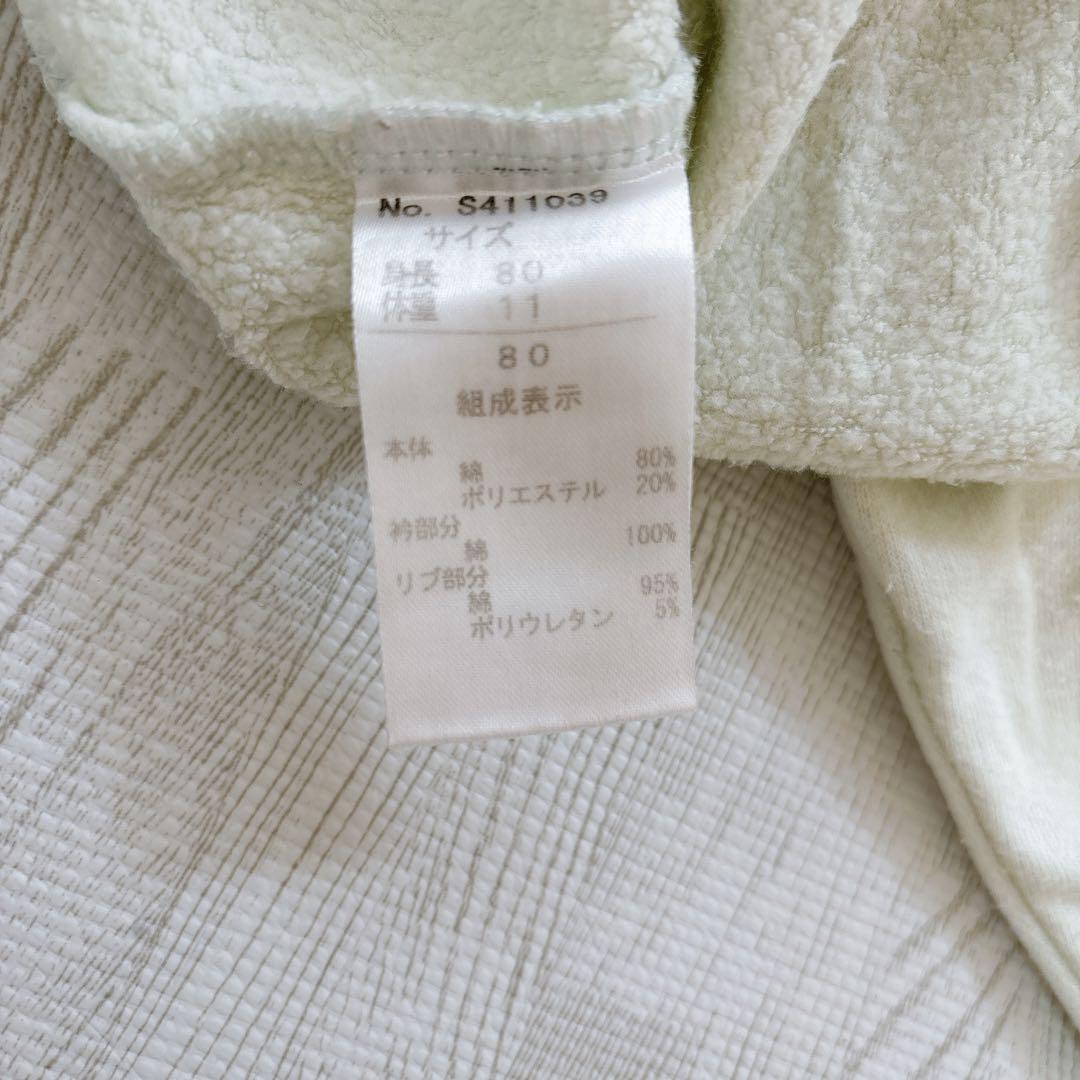 No. S411039
サイズ
身長 80
体重 11
80
組成表示
本体
綿 80%
ポリエステル 20%
衿部分
綿 100%
リブ部分
綿 95%
ポリウレタン 5%